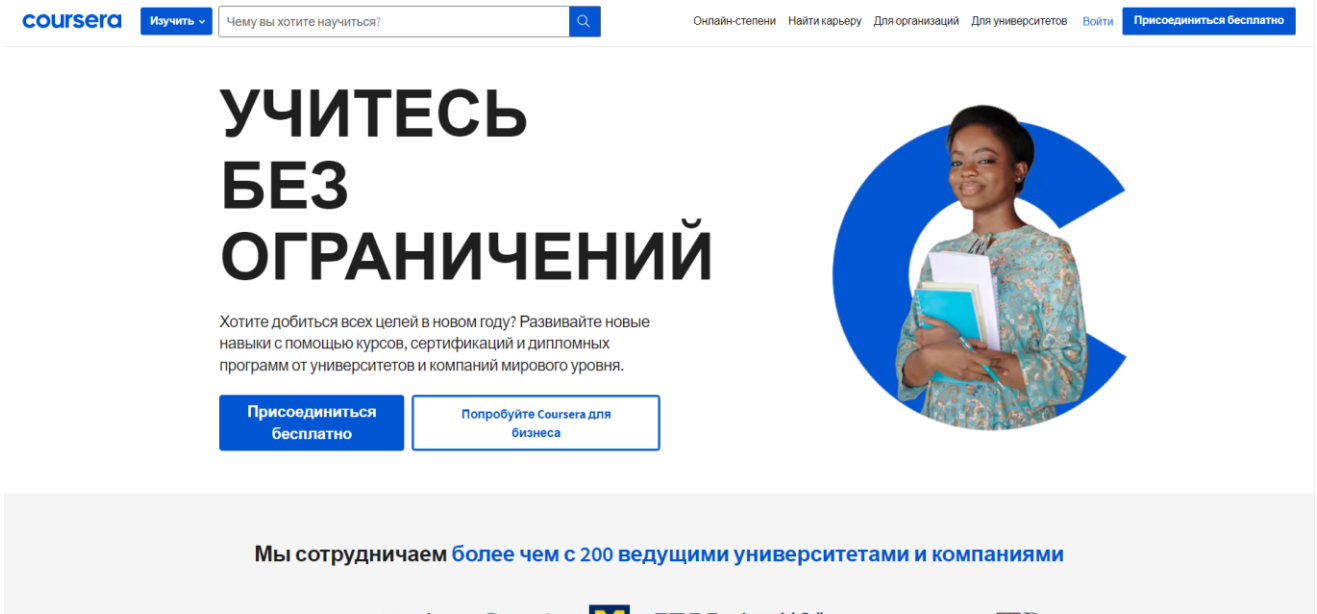 coursera
Изучить
Чему вы хотите научиться?
Онлайн-степени Найти карьеру Для организаций Для университетов Войти Присоединиться бесплатно
УЧИТЕСЬ
БЕЗ
ОГРАНИЧЕНИЙ
Хотите добиться всех целей в новом году? Развивайте новые
навыки с помощью курсов, сертификаций и дипломных
программ от университетов и компаний мирового уровня.
Присоединиться
бесплатно
Попробуйте Coursera для
бизнеса
Мы сотрудничаем более чем с 200 ведущими университетами и компаниями